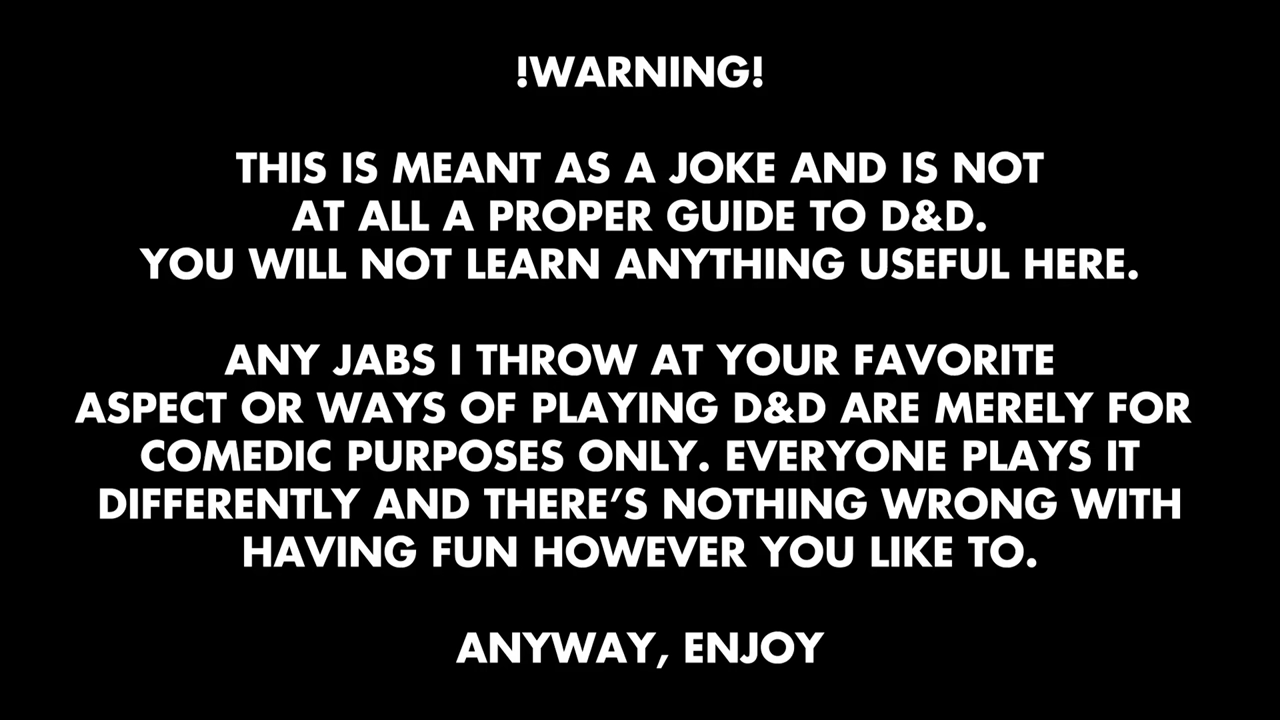 !WARNING!
THIS IS MEANT AS A JOKE AND IS NOT
AT ALL A PROPER GUIDE TO D&D.
YOU WILL NOT LEARN ANYTHING USEFUL HERE.
ANY JABS I THROW AT YOUR FAVORITE
ASPECT OR WAYS OF PLAYING D&D ARE MERELY FOR
COMEDIC PURPOSES ONLY. EVERYONE PLAYS IT
DIFFERENTLY AND THERE’S NOTHING WRONG WITH
HAVING FUN HOWEVER YOU LIKE TO.
ANYWAY, ENJOY